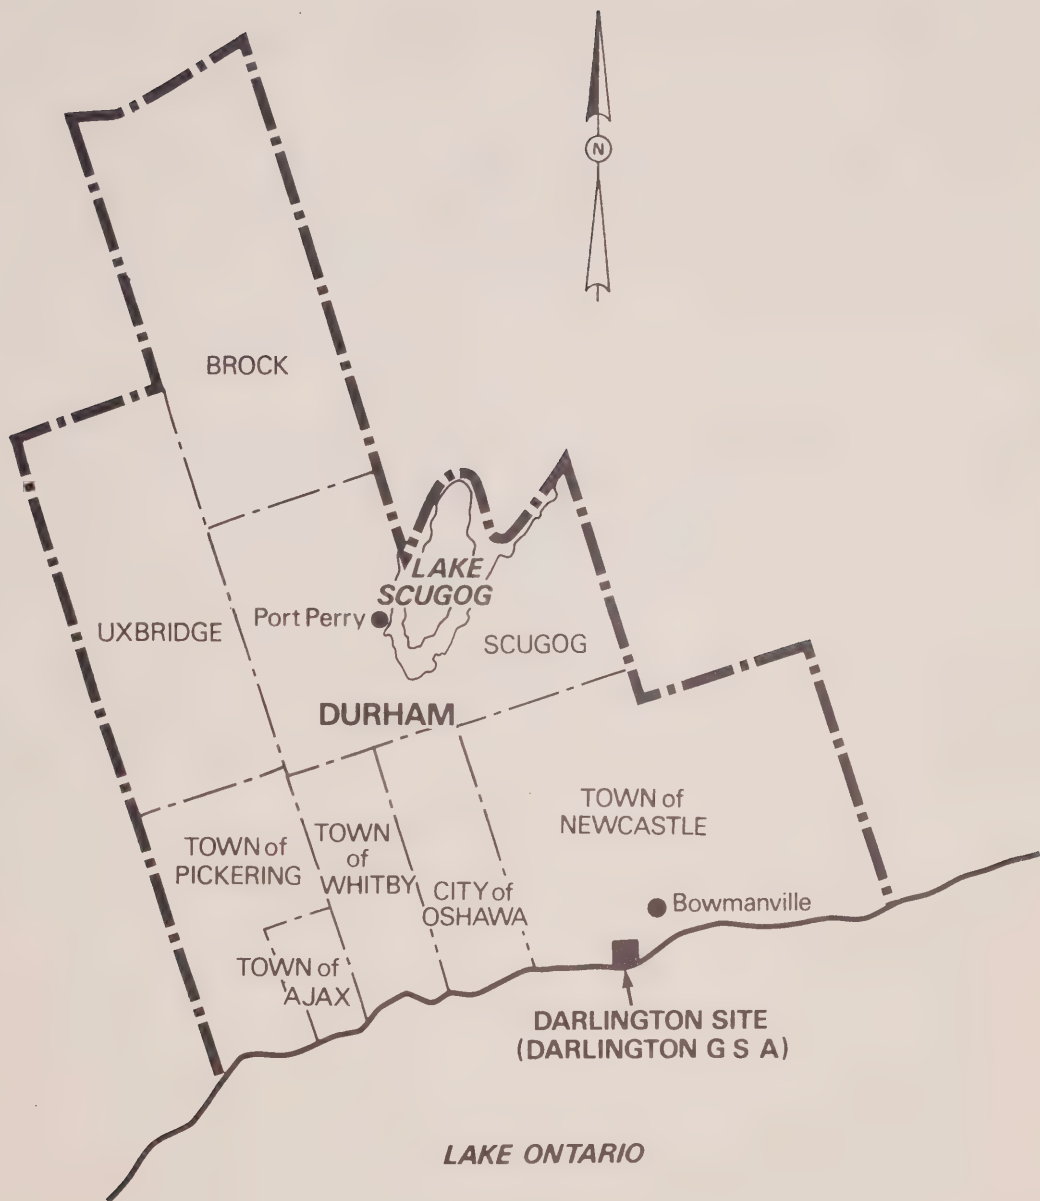 N
BROCK
LAKE
SCUGOG
Port Perry
UXBRIDGE
SCUGOG
DURHAM
TOWN of
NEWCASTLE
TOWN of
PICKERING
TOWN
of
WHITBY
CITY of
OSHAWA
Bowmanville
TOWN of
AJAX
DARLINGTON SITE
(DARLINGTON G S A)
LAKE ONTARIO